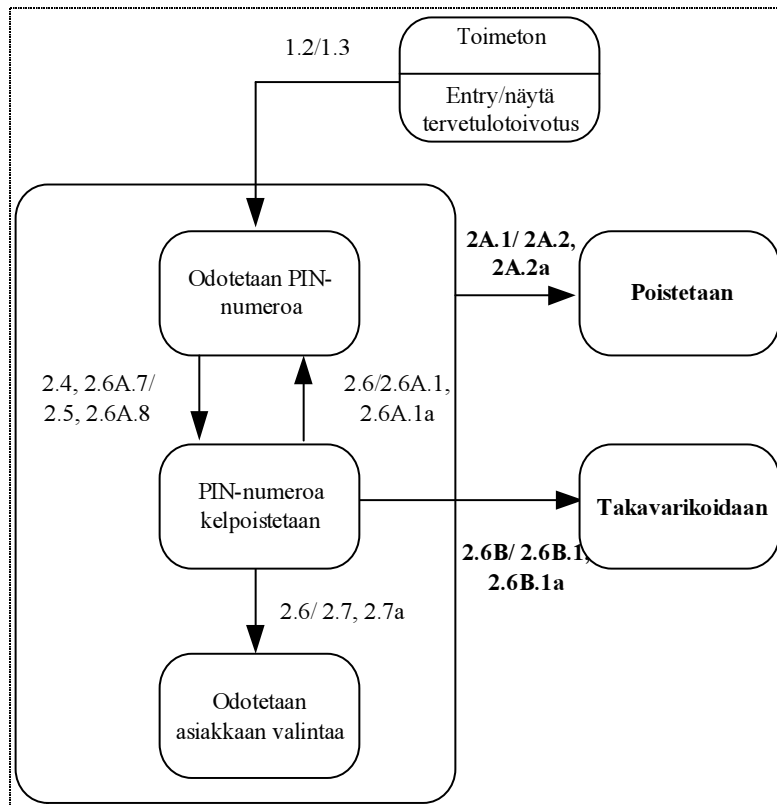 Toimeton
1.2/1.3
Entry/näytä
tervetulotoivotus
2A.1/ 2A.2,
2A.2a
Odotetaan PIN-
numeroa
Poistetaan
2.4, 2.6A.7/
2.5, 2.6A.8
2.6/2.6A.1,
2.6A.1a
PIN-numeroa
kelpoistetaan
Takavarikoidaan
2.6B/ 2.6B.1,
2.6B.1a
2.6/ 2.7, 2.7a
Odotetaan
asiakkaan valintaa